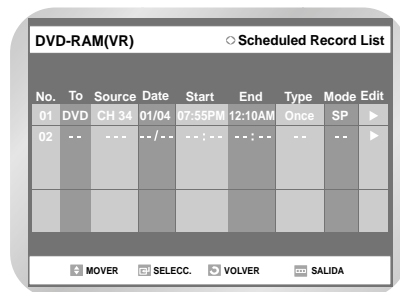 DVD-RAM(VR) Scheduled Record List
No. To Source Date Start End Type Mode Edit
01 DVD CH 34 01/04 07:55PM 12:10AM Once SP ►
02 -- --- --/-- --:-- --:-- -- -- ►
MOVER SELECC. VOLVER SALIDA